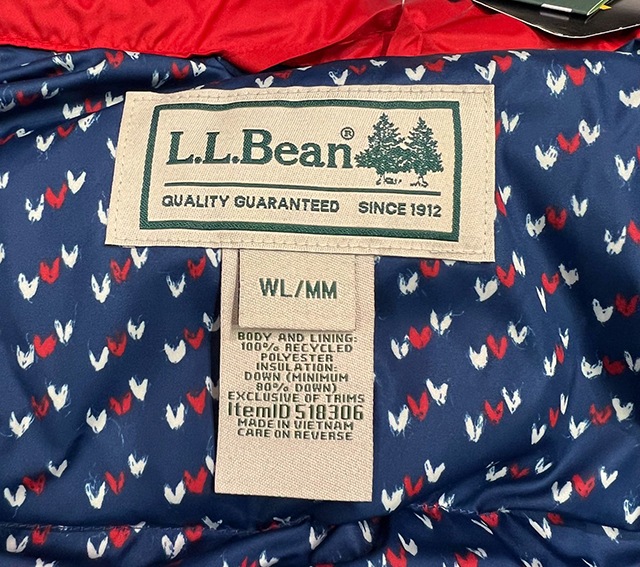 L.L.Bean®
QUALITY GUARANTEED SINCE 1912
WL/MM
BODY AND LINING:
100% RECYCLED
POLYESTER
INSULATION:
DOWN (MINIMUM
80% DOWN)
EXCLUSIVE OF TRIMS
ItemID 518306
MADE IN VIETNAM
CARE ON REVERSE